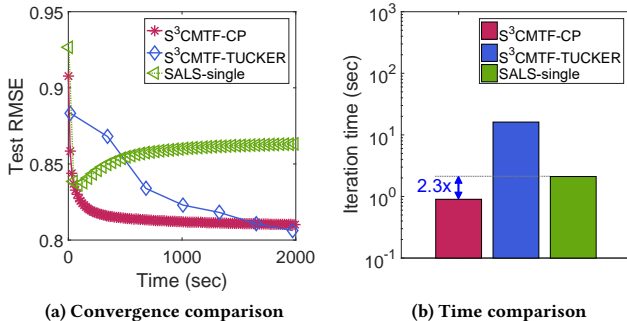 S³CMTF-CP
S³CMTF-TUCKER
SALS-single
0.95
0.9
0.85
0.8
Test RMSE
0
1000
2000
Time (sec)
(a) Convergence comparison
S³CMTF-CP
S³CMTF-TUCKER
SALS-single
10³
10²
10¹
10⁰
10⁻¹
Iteration time (sec)
2.3x
(b) Time comparison